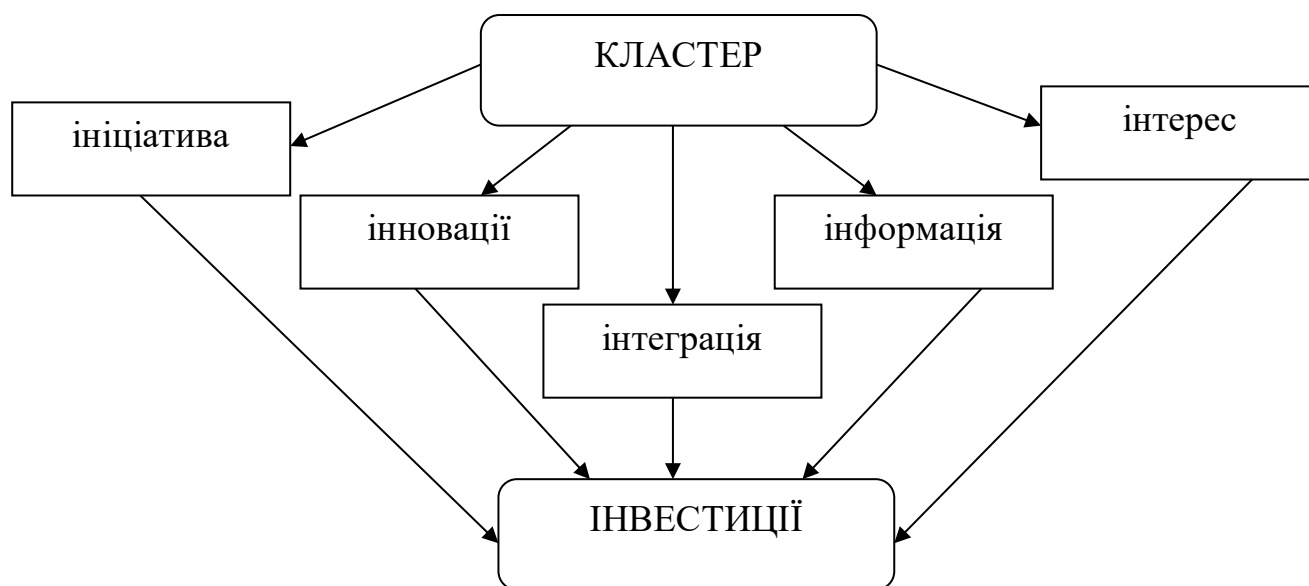 КЛАСТЕР
ініціатива
інтерес
інновації
інформація
інтеграція
ІНВЕСТИЦІЇ